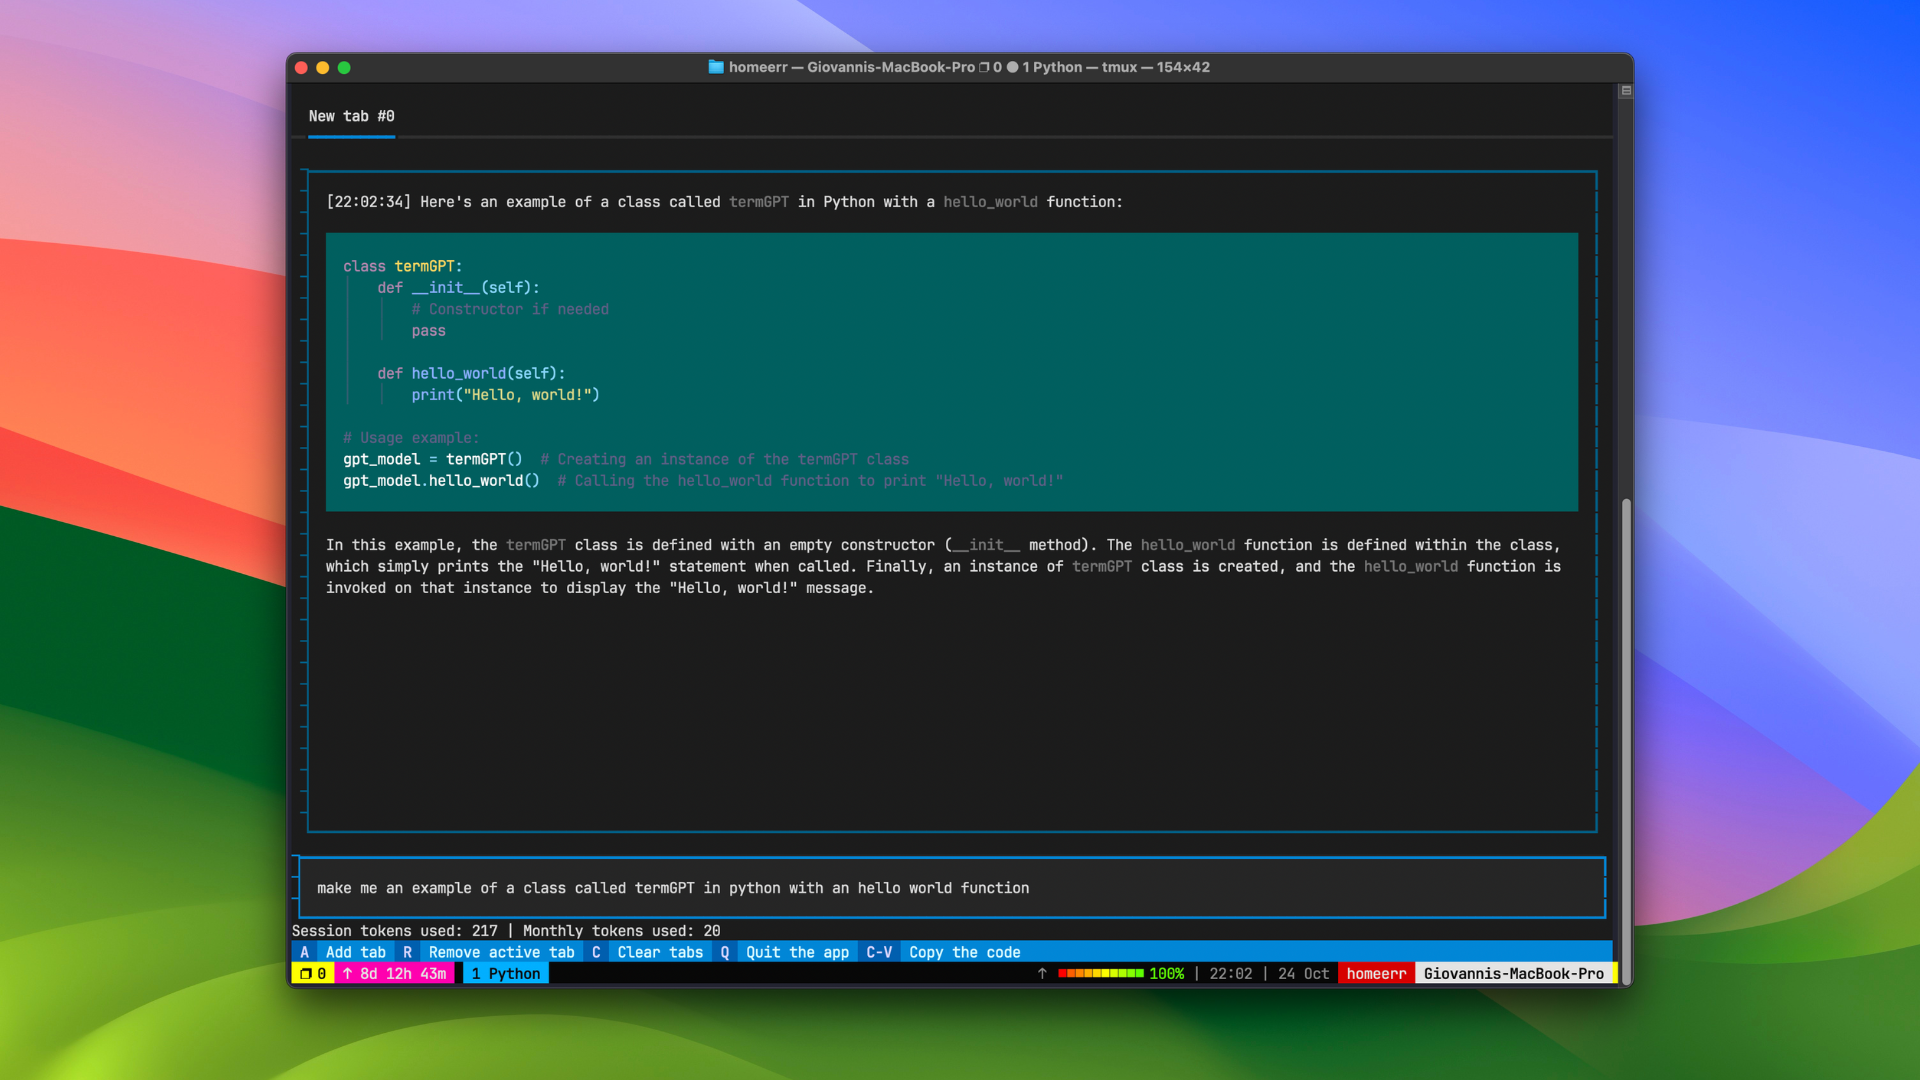 homeerr — Giovannis-MacBook-Pro 0 ● 1 Python — tmux — 154×42
New tab #0
[22:02:34] Here's an example of a class called termGPT in Python with a hello_world function:
class termGPT:
    def __init__(self):
        # Constructor if needed
        pass
    def hello_world(self):
        print("Hello, world!")
# Usage example:
gpt_model = termGPT()  # Creating an instance of the termGPT class
gpt_model.hello_world()  # Calling the hello_world function to print "Hello, world!"
In this example, the termGPT class is defined with an empty constructor (__init__ method). The hello_world function is defined within the class,
which simply prints the "Hello, world!" statement when called. Finally, an instance of termGPT class is created, and the hello_world function is
invoked on that instance to display the "Hello, world!" message.
make me an example of a class called termGPT in python with an hello world function
Session tokens used: 217 | Monthly tokens used: 20
A Add tab R Remove active tab C Clear tabs Q Quit the app C-V Copy the code
0 ↑ 8d 12h 43m 1 Python ↑ 100% | 22:02 | 24 Oct homeerr Giovannis-MacBook-Pro